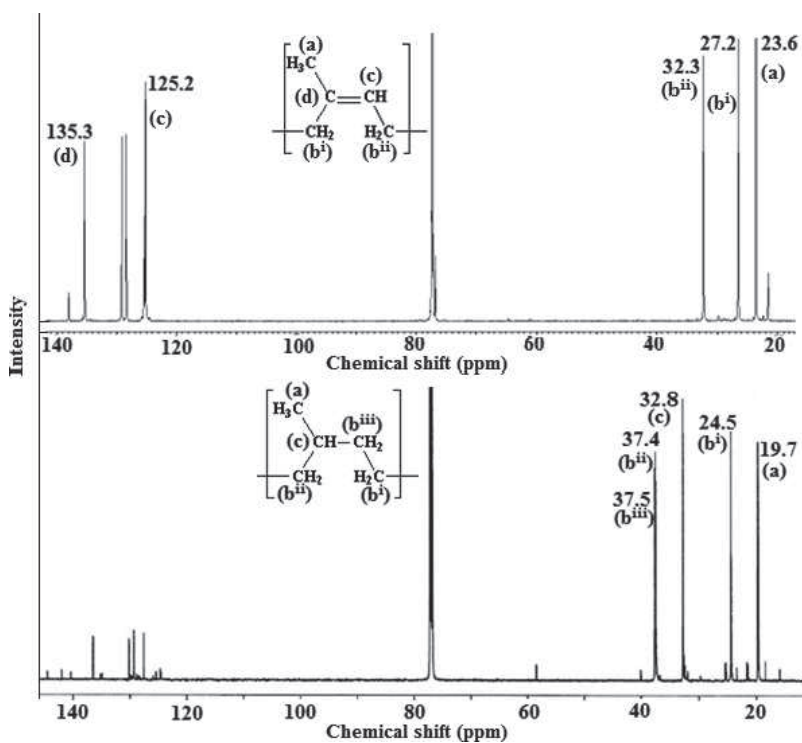 (a)
H₃C
(c)
(d) C=CH
CH₂ H₂C
(bⁱ) (bⁱⁱ)
135.3
(d)
125.2
(c)
32.3
(bⁱⁱ)
27.2
(bⁱ)
23.6
(a)
140 120 100 80 60 40 20
Chemical shift (ppm)
Intensity
(a)
H₃C
(bⁱⁱⁱ)
(c) CH CH₂
CH₂ H₂C
(bⁱⁱ) (bⁱ)
32.8
(c)
37.4
(bⁱⁱ)
37.5
(bⁱⁱⁱ)
24.5
(bⁱ)
19.7
(a)
140 120 100 80 60 40 20
Chemical shift (ppm)